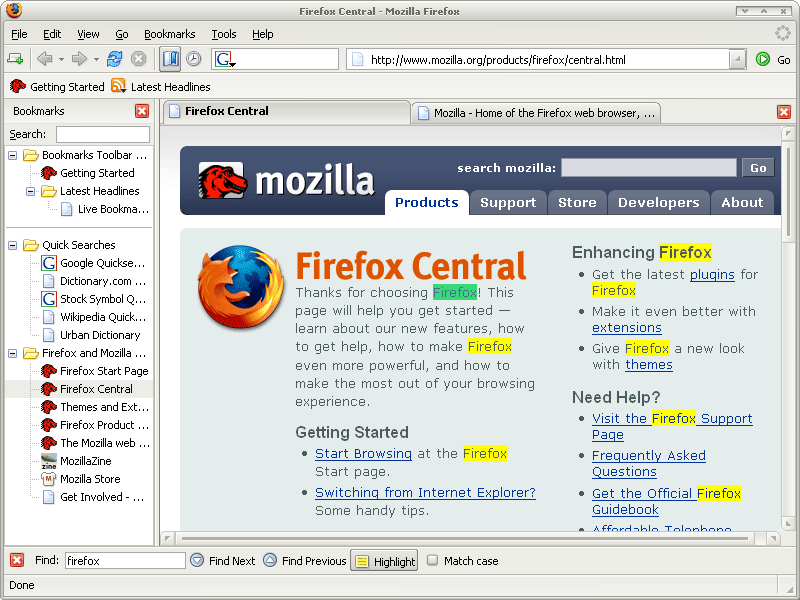 Firefox Central - Mozilla Firefox
File Edit View Go Bookmarks Tools Help
http://www.mozilla.org/products/firefox/central.html Go
Getting Started Latest Headlines
Bookmarks
Search:
Bookmarks Toolbar ...
Getting Started
Latest Headlines
Live Bookma...
Quick Searches
Google Quickse...
Dictionary.com ...
Stock Symbol Q...
Wikipedia Quick...
Urban Dictionary
Firefox and Mozilla ...
Firefox Start Page
Firefox Central
Themes and Ext...
Firefox Product ...
The Mozilla web ...
MozillaZine
Mozilla Store
Get Involved - ...
Firefox Central
Mozilla - Home of the Firefox web browser, ...
mozilla
search mozilla: Go
Products Support Store Developers About
Firefox Central
Thanks for choosing Firefox! This
page will help you get started —
learn about our new features, how
to get help, how to make Firefox
even more powerful, and how to
make the most out of your browsing
experience.
Getting Started
Start Browsing at the Firefox
Start page.
Switching from Internet Explorer?
Some handy tips.
Enhancing Firefox
Get the latest plugins for
Firefox
Make it even better with
extensions
Give Firefox a new look
with themes
Need Help?
Visit the Firefox Support
Page
Frequently Asked
Questions
Get the Official Firefox
Guidebook
Affordable Telephone
Find: firefox Find Next Find Previous Highlight Match case
Done